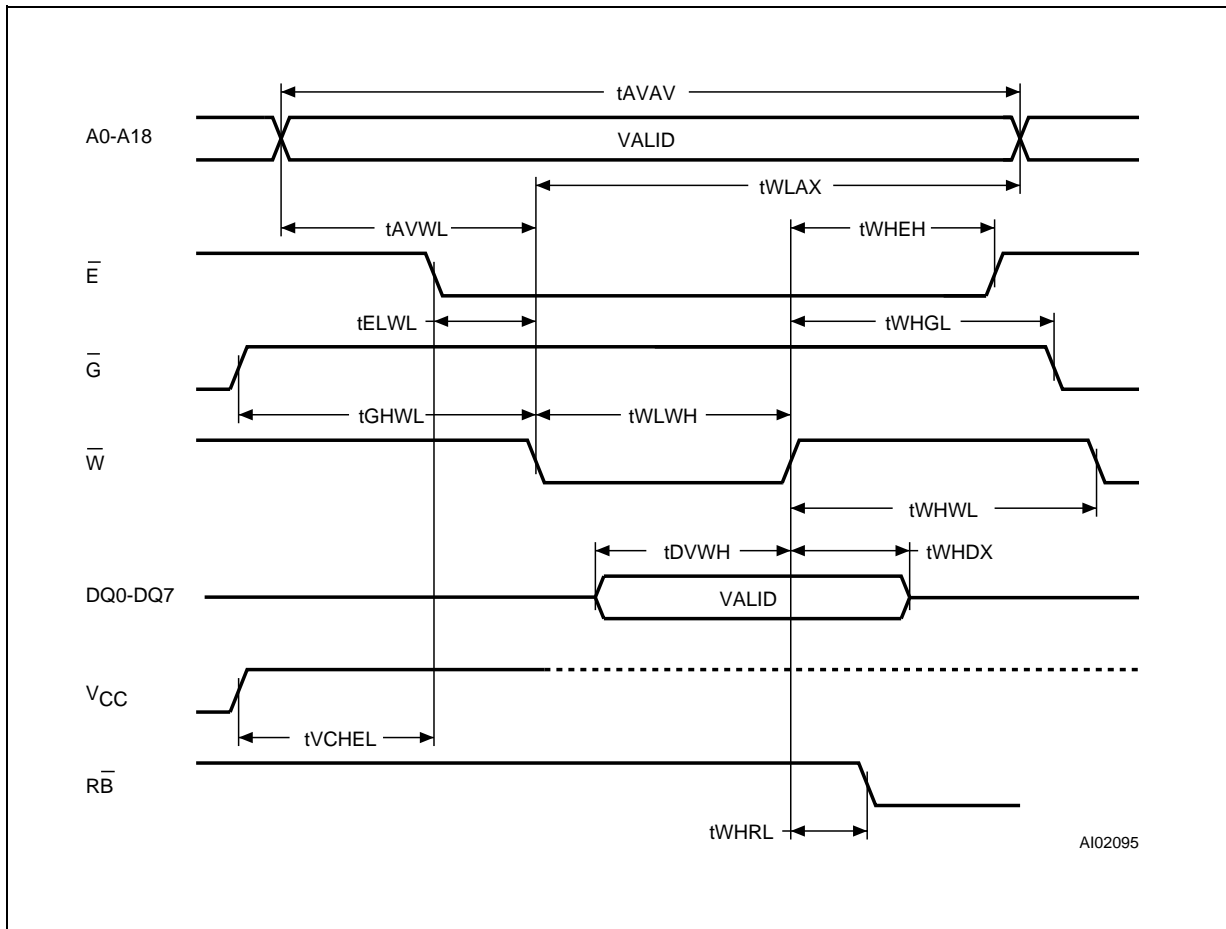 tAVAV
A0-A18
VALID
tWLAX
tAVWL
tWHEH
E̅
tELWL
tWHGL
G̅
tGHWL
tWLWH
W̅
tWHWL
tDVWH
tWHDX
DQ0-DQ7
VALID
VCC
tVCHEL
RB̅
tWHRL
AI02095